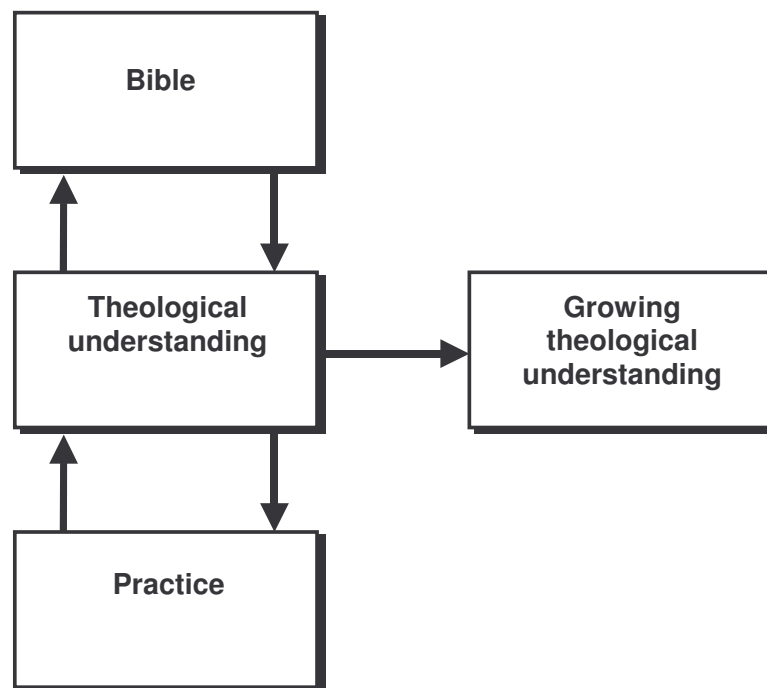 Bible
Theological
understanding
Growing
theological
understanding
Practice